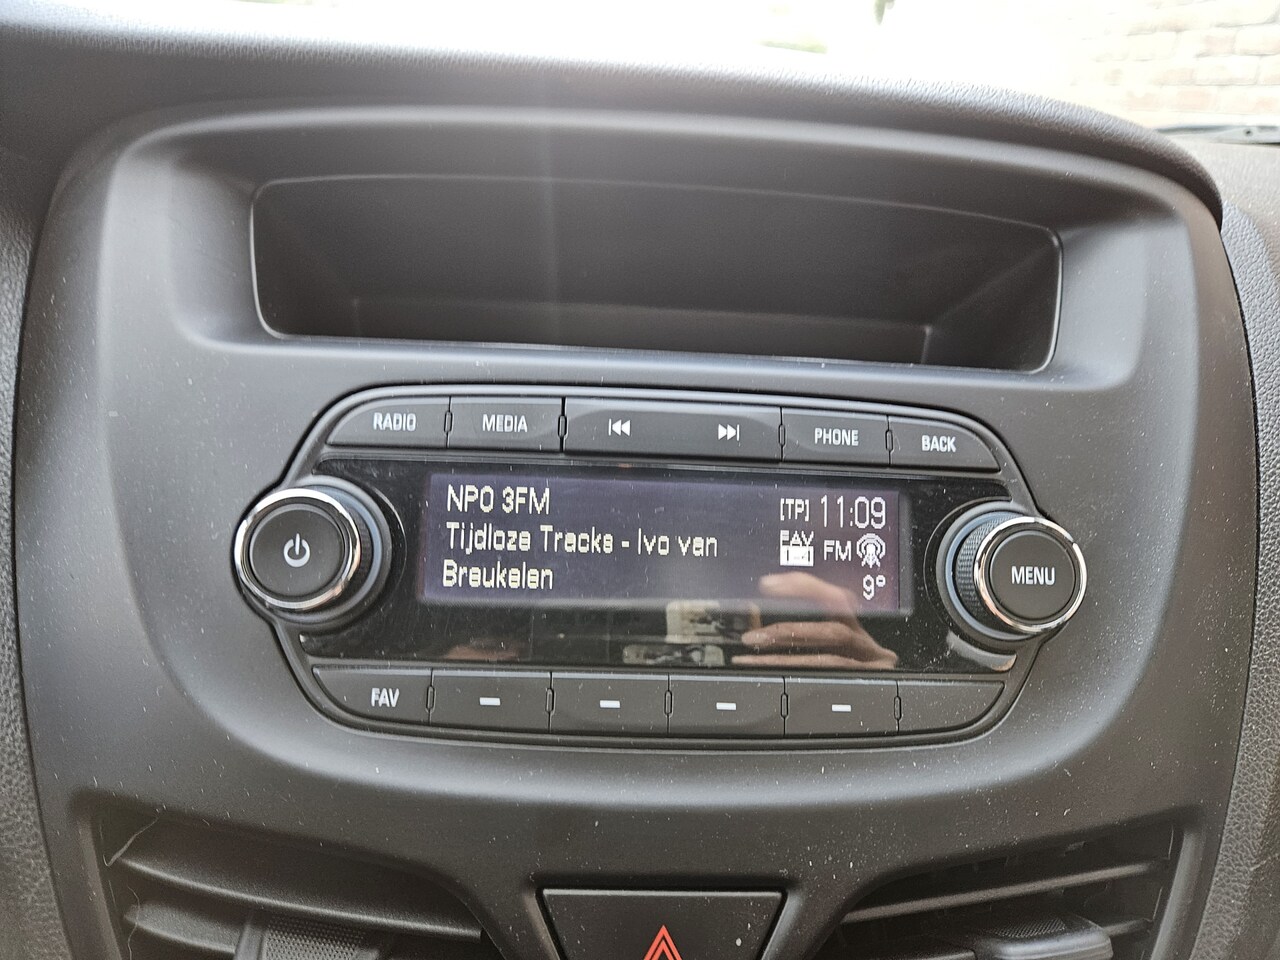 RADIO MEDIA PHONE BACK
NPO 3FM [TP] 11:09
Tijdloze Tracks - Ivo van FAV FM
Breukelen 9°
MENU
FAV